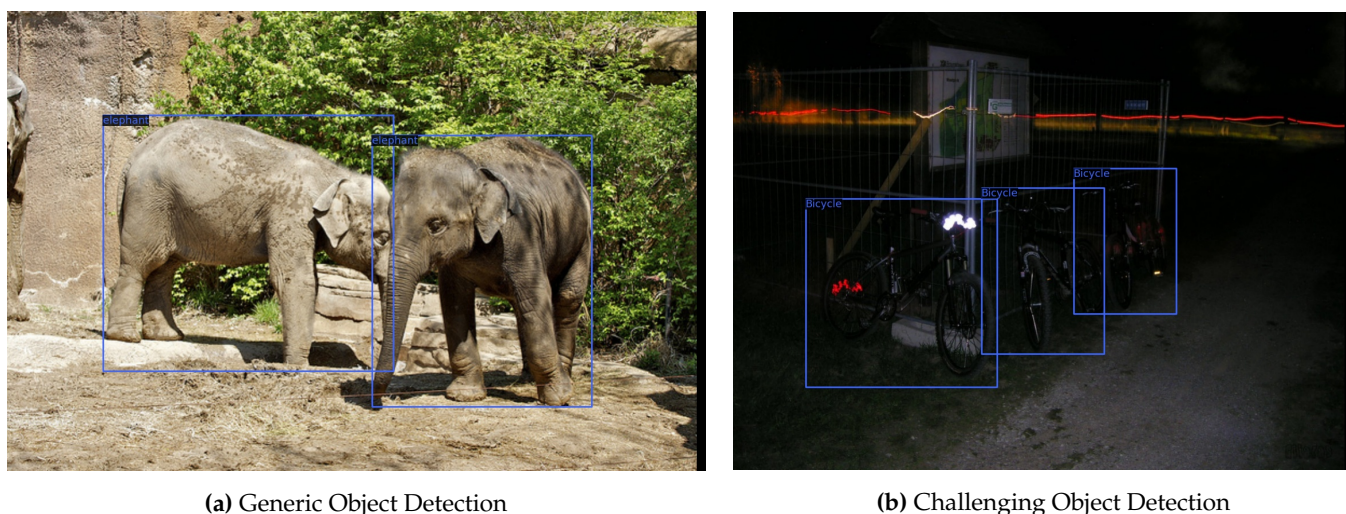 elephant
elephant
Bicycle
Bicycle
Bicycle
(a) Generic Object Detection
(b) Challenging Object Detection